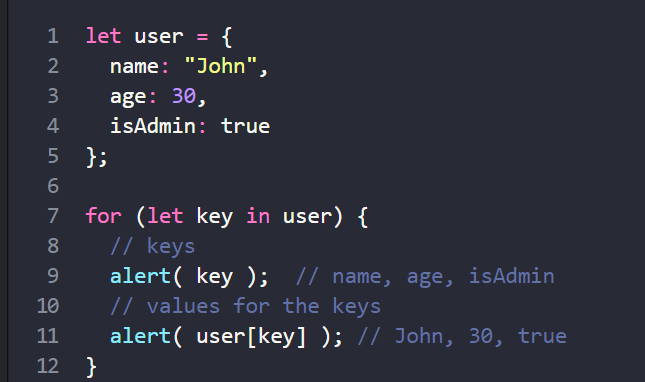 1 let user = {
2   name: "John",
3   age: 30,
4   isAdmin: true
5 };
6
7 for (let key in user) {
8   // keys
9   alert( key );  // name, age, isAdmin
10   // values for the keys
11   alert( user[key] ); // John, 30, true
12 }